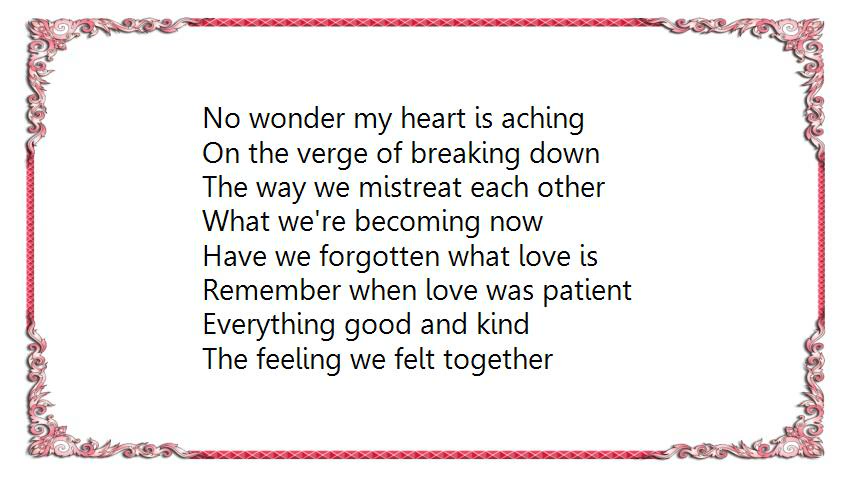 No wonder my heart is aching
On the verge of breaking down
The way we mistreat each other
What we're becoming now
Have we forgotten what love is
Remember when love was patient
Everything good and kind
The feeling we felt together